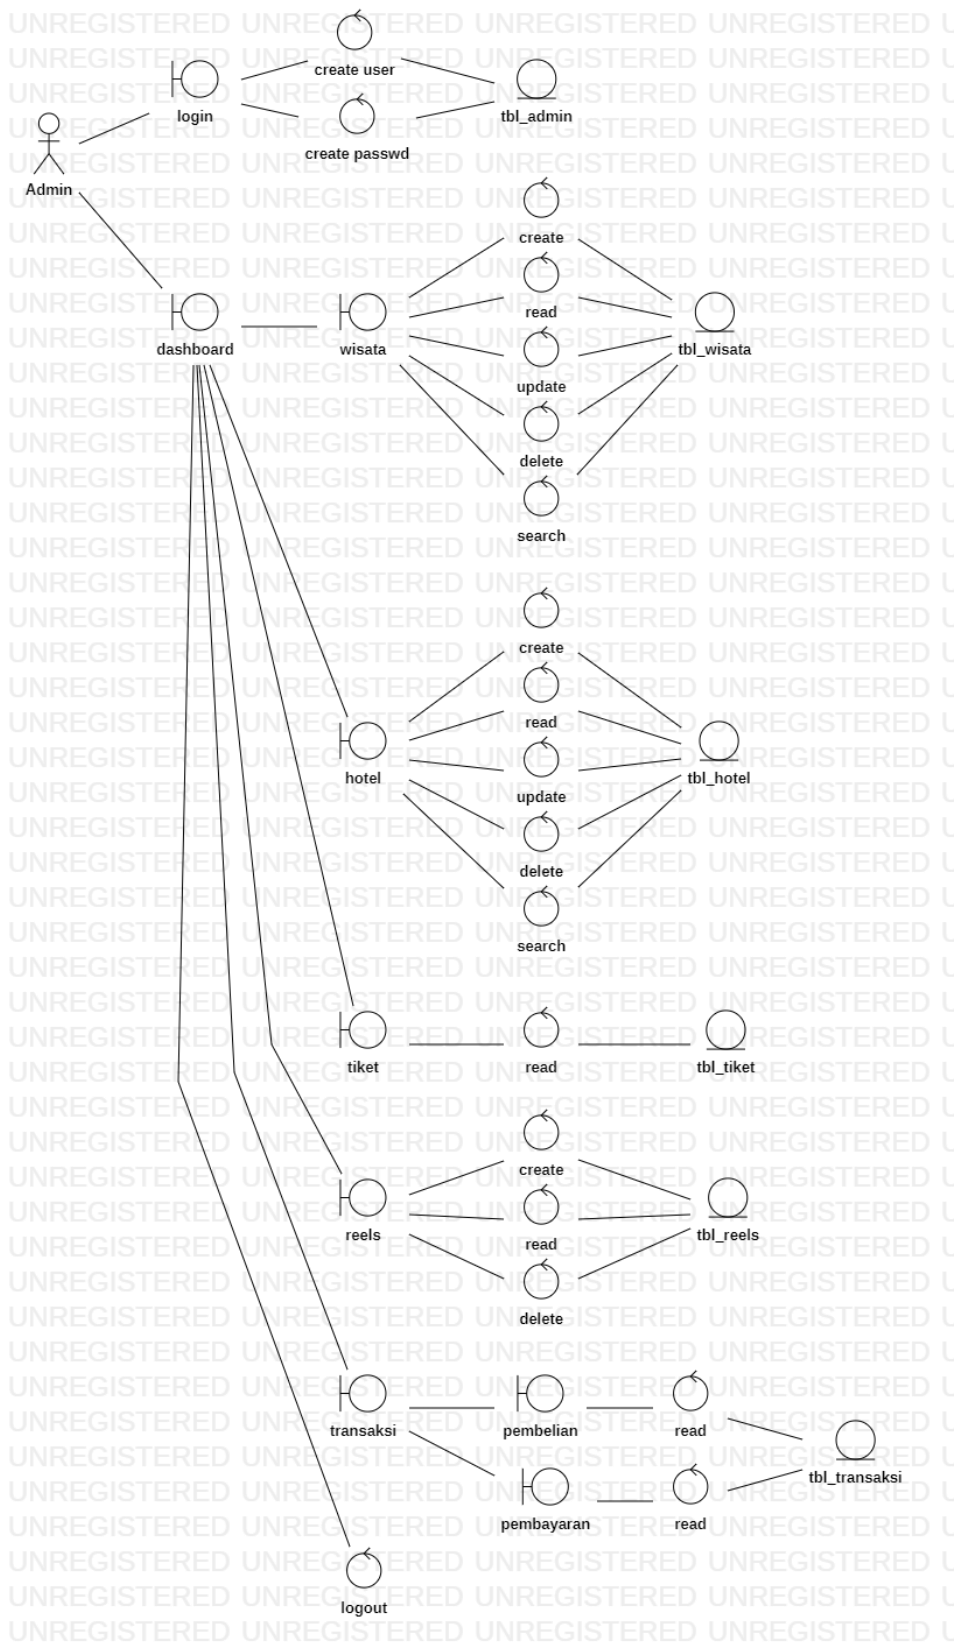 create user
login
tbl_admin
create passwd
Admin
create
read
dashboard
wisata
tbl_wisata
update
delete
search
create
read
hotel
tbl_hotel
update
delete
search
tiket
read
tbl_tiket
create
reels
read
tbl_reels
delete
transaksi
pembelian
read
tbl_transaksi
pembayaran
read
logout
UNREGISTERED